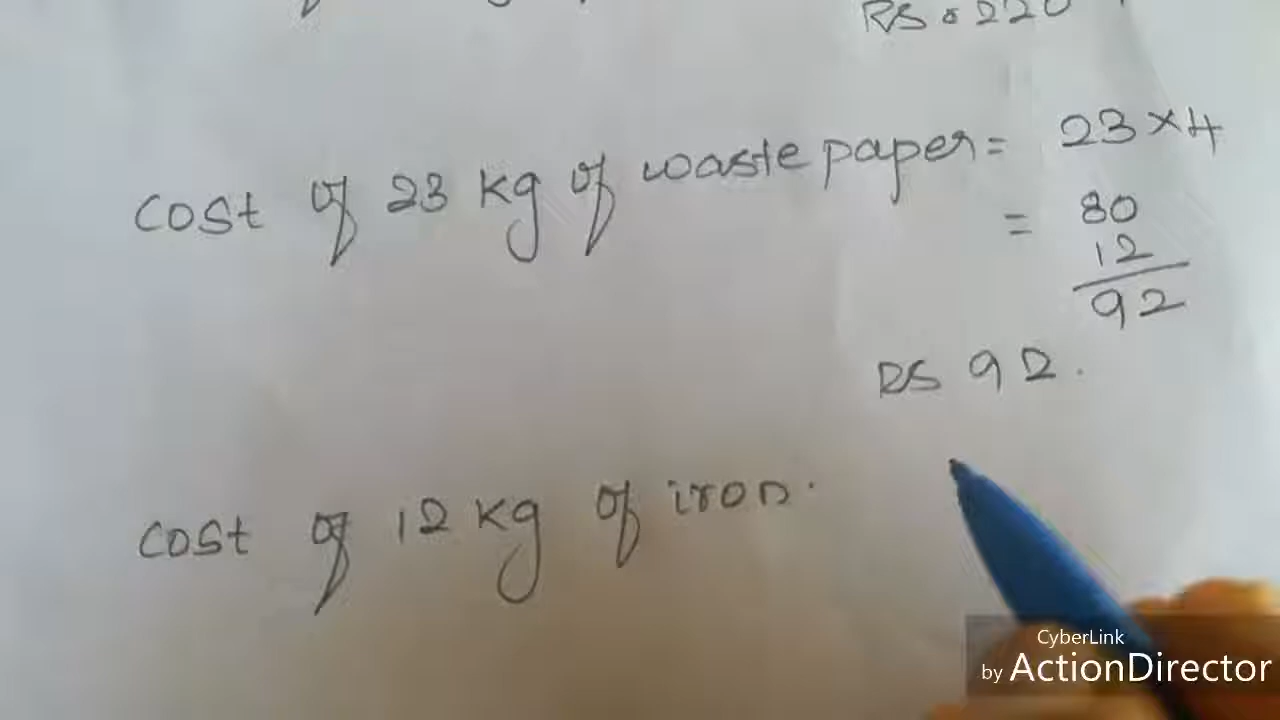 RS. 220
cost of 23 kg of waste paper = 23 × 4
= 80
12
92
RS 92.
cost of 12 kg of iron.
CyberLink
by ActionDirector